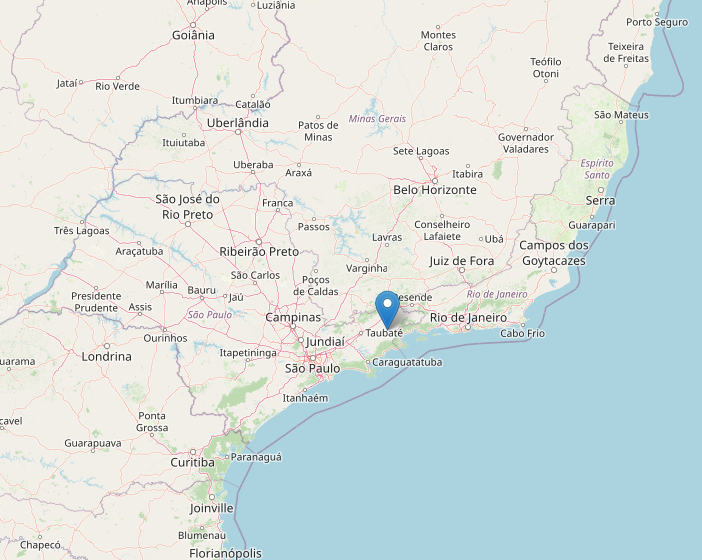 Anápolis
Luziânia
Porto Seguro
Goiânia
Montes
Claros
Teixeira
de Freitas
Teófilo
Otoni
Jataí
Rio Verde
Itumbiara
Catalão
São Mateus
Uberlândia
Patos de
Minas
Minas Gerais
Ituiutaba
Governador
Valadares
Sete Lagoas
Espírito
Santo
Uberaba
Araxá
Itabira
Belo Horizonte
São José do
Rio Preto
Franca
Serra
Três Lagoas
Passos
Conselheiro
Lafaiete
Guarapari
Araçatuba
Ribeirão Preto
Lavras
Ubá
Campos dos
Goytacazes
Varginha
Juiz de Fora
São Carlos
Poços
de Caldas
Marília
Bauru
Jaú
Presidente
Prudente
Assis
Rio de Janeiro
São Paulo
Campinas
Rio de Janeiro
Taubaté
Cabo Frio
Ourinhos
Jundiaí
Londrina
Itapetininga
São Paulo
Caraguatatuba
Itanhaém
Ponta
Grossa
Guarapuava
Curitiba
Paranaguá
Joinville
Blumenau
Chapecó
Florianópolis